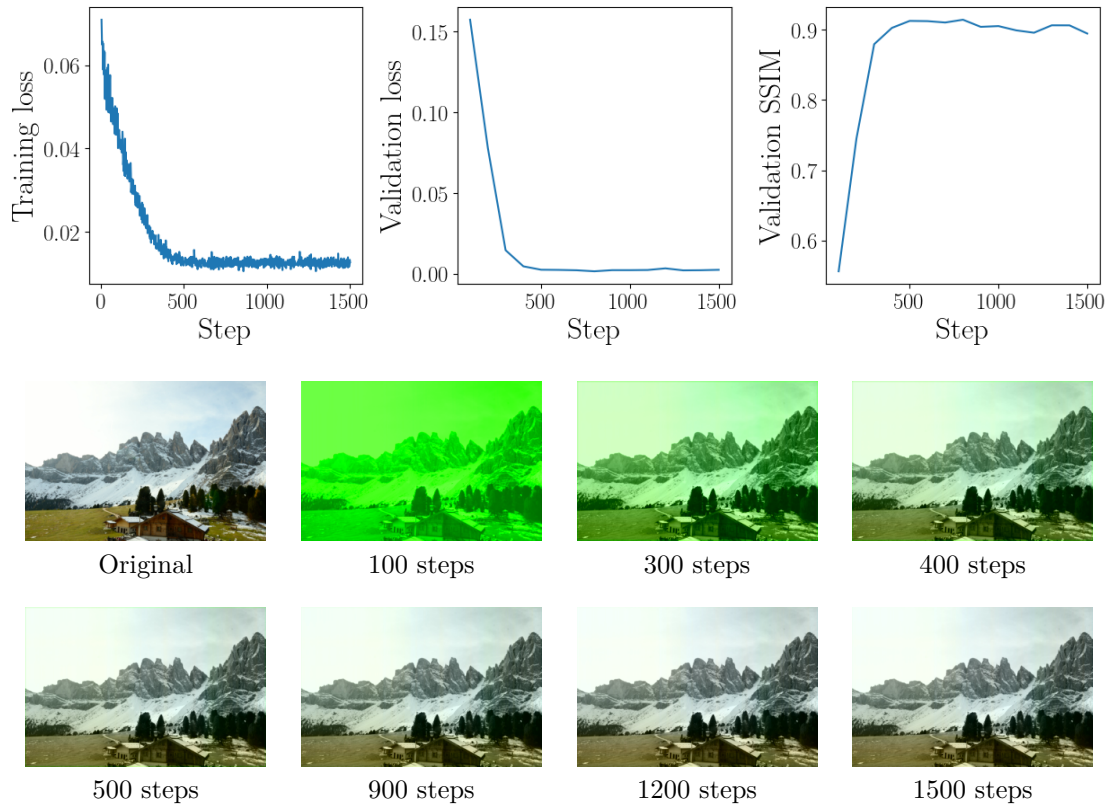 Training loss
0.06
0.04
0.02
0
500
1000
1500
Step
Validation loss
0.15
0.10
0.05
0.00
500
1000
1500
Step
Validation SSIM
0.9
0.8
0.7
0.6
500
1000
1500
Step
Original
100 steps
300 steps
400 steps
500 steps
900 steps
1200 steps
1500 steps